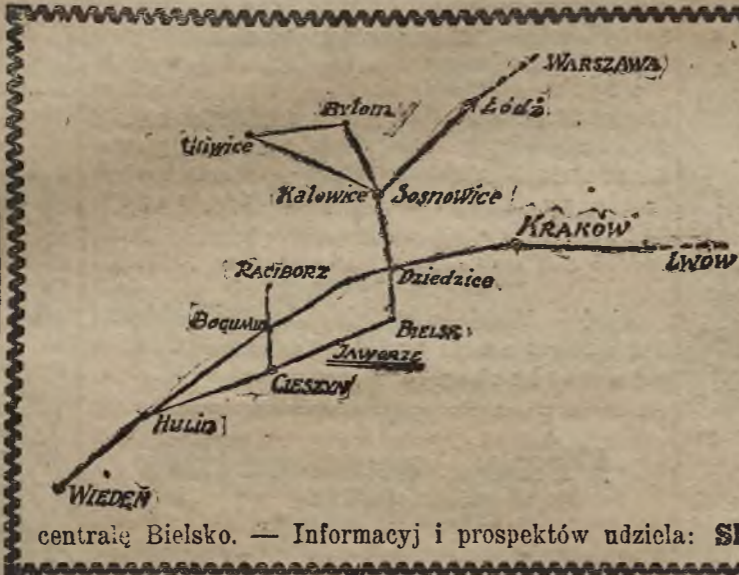 WARSZAWA
ŁÓDŹ
Bytom
Gliwice
Katowice Sosnowice
KRAKÓW
LWÓW
RACIBORZ
Dziedzice
BOGUMIN
BIELSK
JAWORZE
CIESZYN
HULIN
WIEDEŃ
centralę Bielsko. — Informacyj i prospektów udziela: